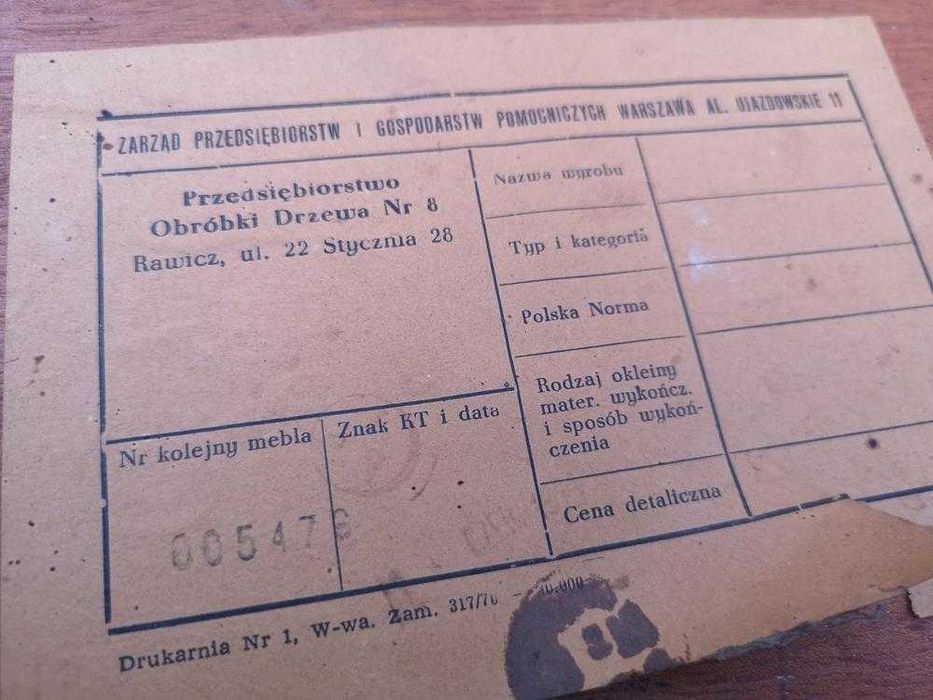 ZARZĄD PRZEDSIĘBIORSTW I GOSPODARSTW POMOCNICZYCH WARSZAWA AL. UJAZDOWSKIE 11
Przedsiębiorstwo
Obróbki Drzewa Nr 8
Rawicz, ul. 22 Stycznia 28
Nazwa wyrobu
Typ i kategoria
Polska Norma
Rodzaj okleiny
mater. wykończ.
i sposób wykoń-
czenia
Cena detaliczna
Nr kolejny mebla
Znak KT i data
005476
Drukarnia Nr 1, W-wa. Zam. 317/76 –